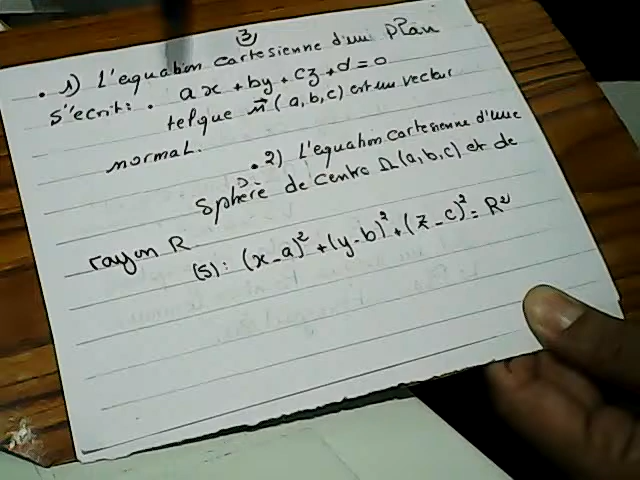 3
• 1) L'equation cartesienne d'un Plan
s'ecrit: • ax + by + cz + d = 0
telque n⃗ (a, b, c) est un vecteur
normal.
• 2) L'equation cartesienne d'une
sphère de centre Ω(a, b, c) et de
rayon R
(S) : (x - a)² + (y - b)² + (z - c)² = R²